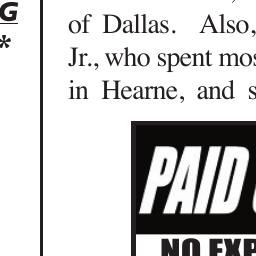 G
*
of Dallas. Also,
Jr., who spent mos
in Hearne, and s
PAID
NO EXP